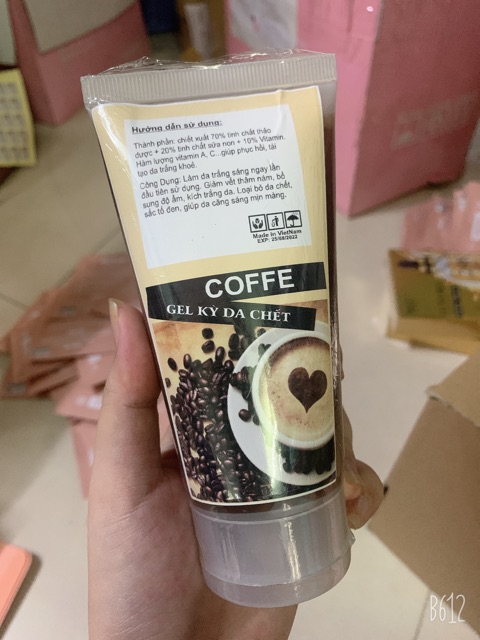 Hướng dẫn sử dụng:
Thành phần: chiết xuất 70% tinh chất thảo
dược + 20% tinh chất sữa non + 10% Vitamin.
Hàm lượng vitamin A, C...giúp phục hồi, tái
tạo da trắng khoẻ.
Công Dụng: Làm da trắng sáng ngay lần
đầu tiên sử dụng. Giảm vết thâm nám, bổ
sung độ ẩm, kích trắng da. Loại bỏ da chết,
sắc tố đen, giúp da căng sáng mịn màng.
Made in VietNam
EXP: 25/08/2022
COFFE
GEL KỲ DA CHẾT
B612